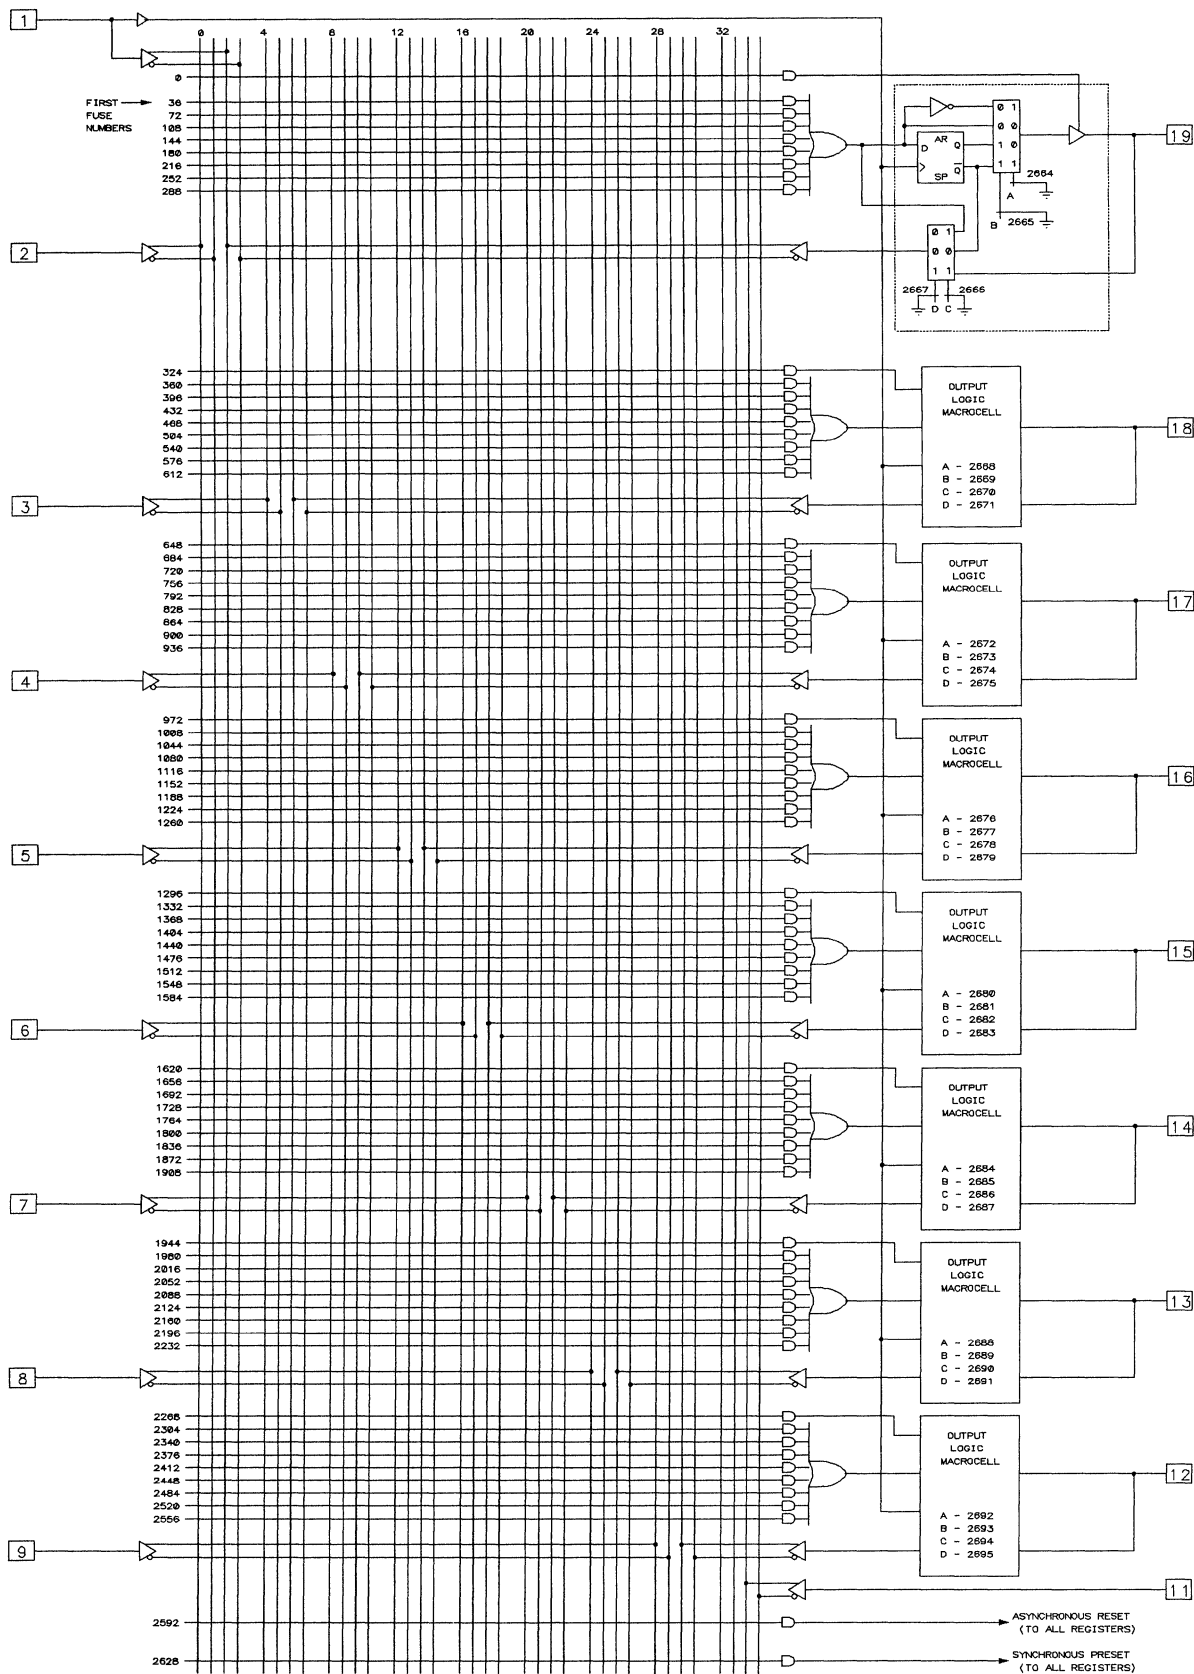 1
0 4 8 12 16 20 24 28 32
0
FIRST
FUSE
NUMBERS
36
72
108
144
180
216
252
288
0 1
0 0
1 0
1 1
D AR Q
SP Q
2664
A
B 2665
0 1
0 0
1 1
2667 2666
D C
19
2
324
360
396
432
468
504
540
576
612
OUTPUT
LOGIC
MACROCELL
A - 2668
B - 2669
C - 2670
D - 2671
18
3
648
684
720
756
792
828
864
900
936
OUTPUT
LOGIC
MACROCELL
A - 2672
B - 2673
C - 2674
D - 2675
17
4
972
1008
1044
1080
1116
1152
1188
1224
1260
OUTPUT
LOGIC
MACROCELL
A - 2676
B - 2677
C - 2678
D - 2679
16
5
1296
1332
1368
1404
1440
1476
1512
1548
1584
OUTPUT
LOGIC
MACROCELL
A - 2680
B - 2681
C - 2682
D - 2683
15
6
1620
1656
1692
1728
1764
1800
1836
1872
1908
OUTPUT
LOGIC
MACROCELL
A - 2684
B - 2685
C - 2686
D - 2687
14
7
1944
1980
2016
2052
2088
2124
2160
2196
2232
OUTPUT
LOGIC
MACROCELL
A - 2688
B - 2689
C - 2690
D - 2691
13
8
2268
2304
2340
2376
2412
2448
2484
2520
2556
OUTPUT
LOGIC
MACROCELL
A - 2692
B - 2693
C - 2694
D - 2695
12
9
11
2592
ASYNCHRONOUS RESET
(TO ALL REGISTERS)
2628
SYNCHRONOUS PRESET
(TO ALL REGISTERS)